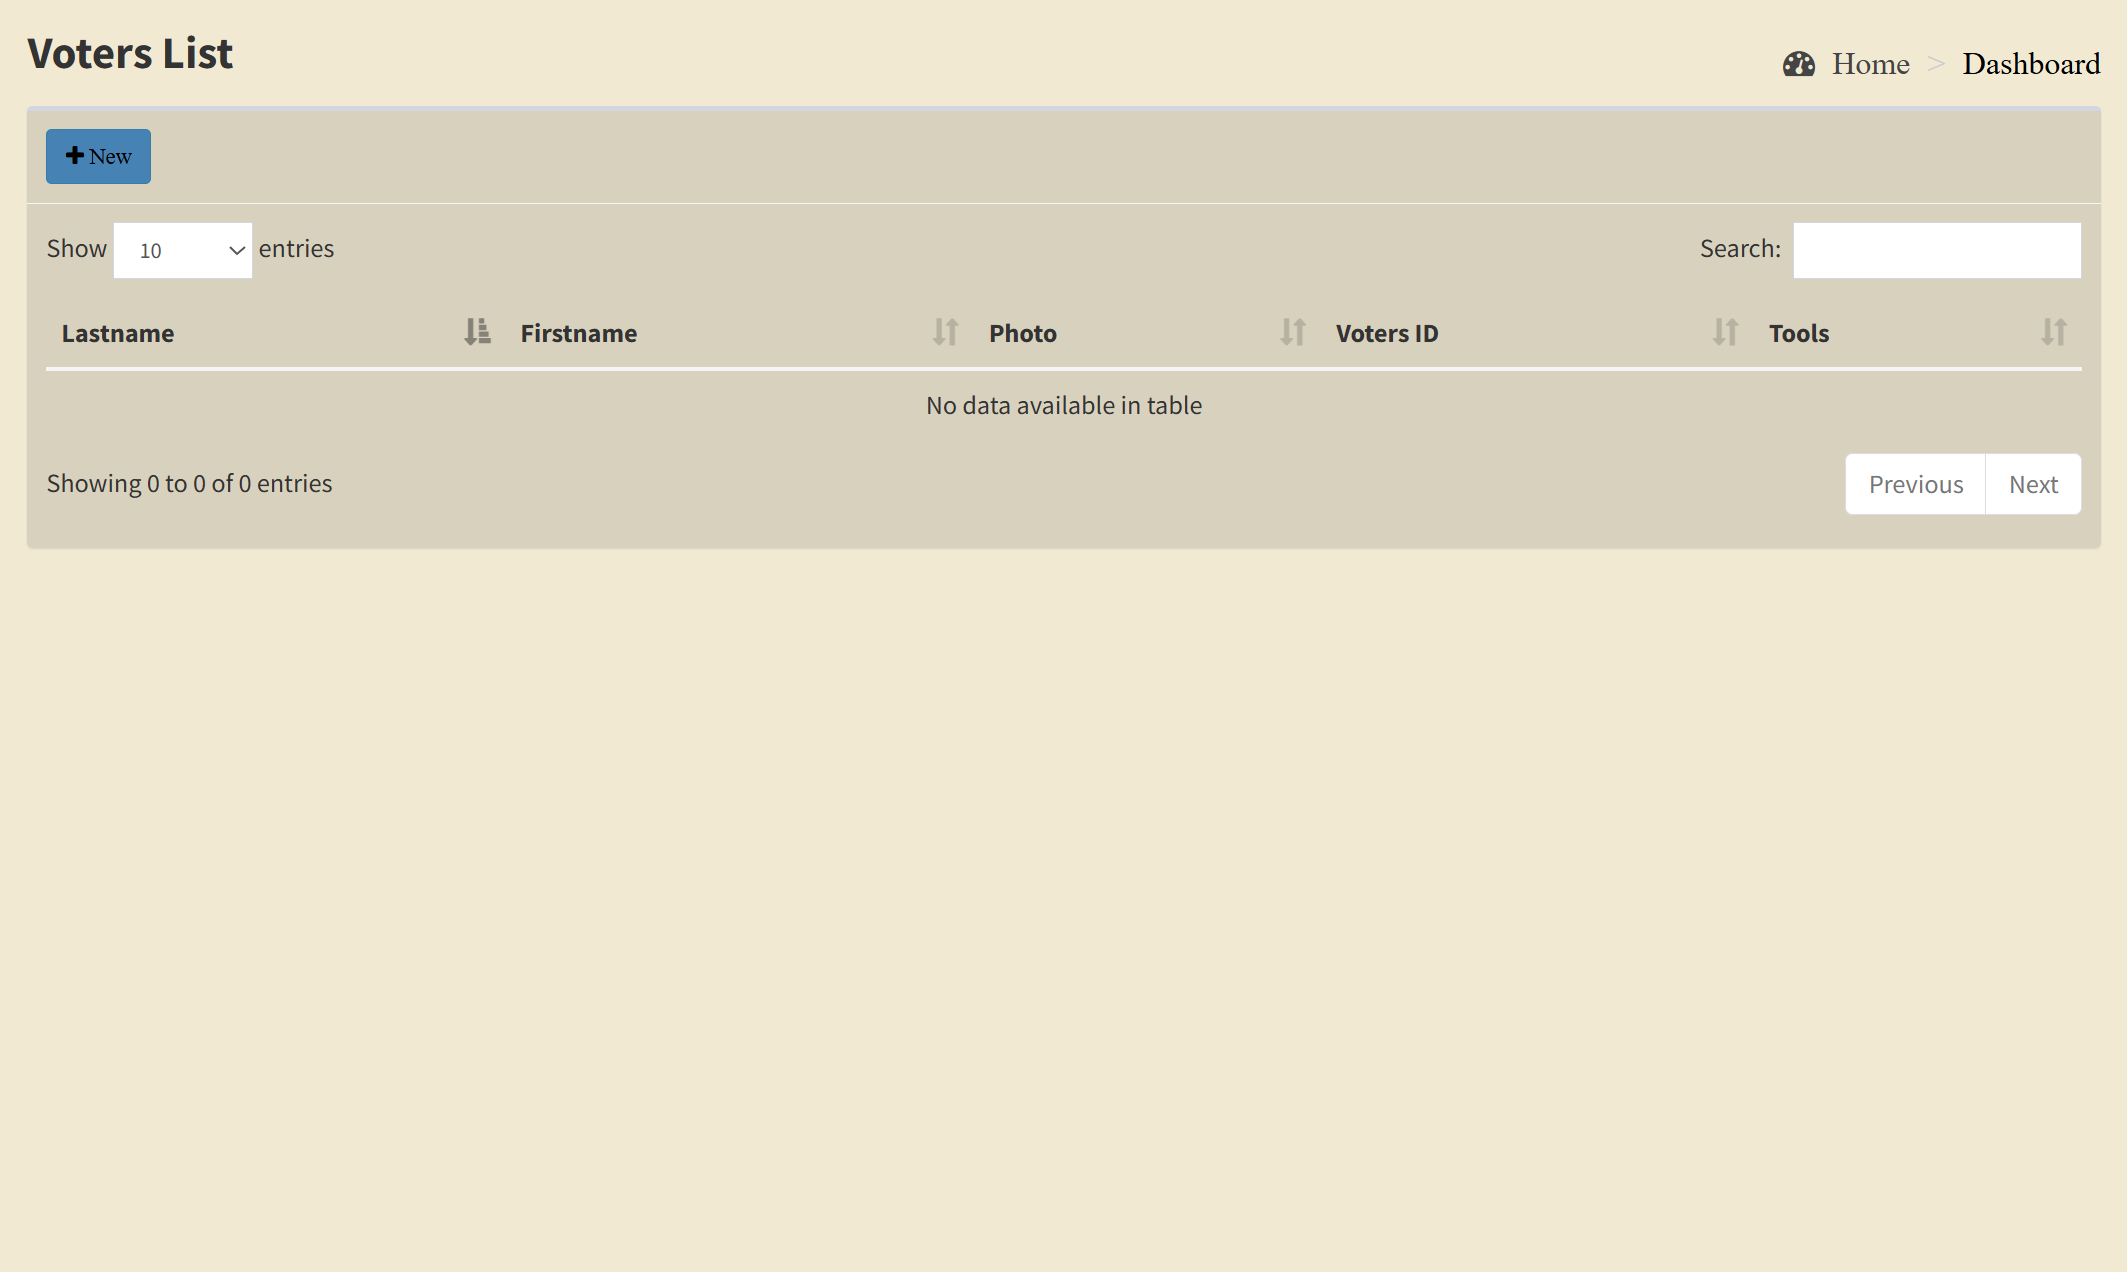 Voters List
Home > Dashboard
New
Show 10 entries
Search:
Lastname Firstname Photo Voters ID Tools
No data available in table
Showing 0 to 0 of 0 entries
Previous Next